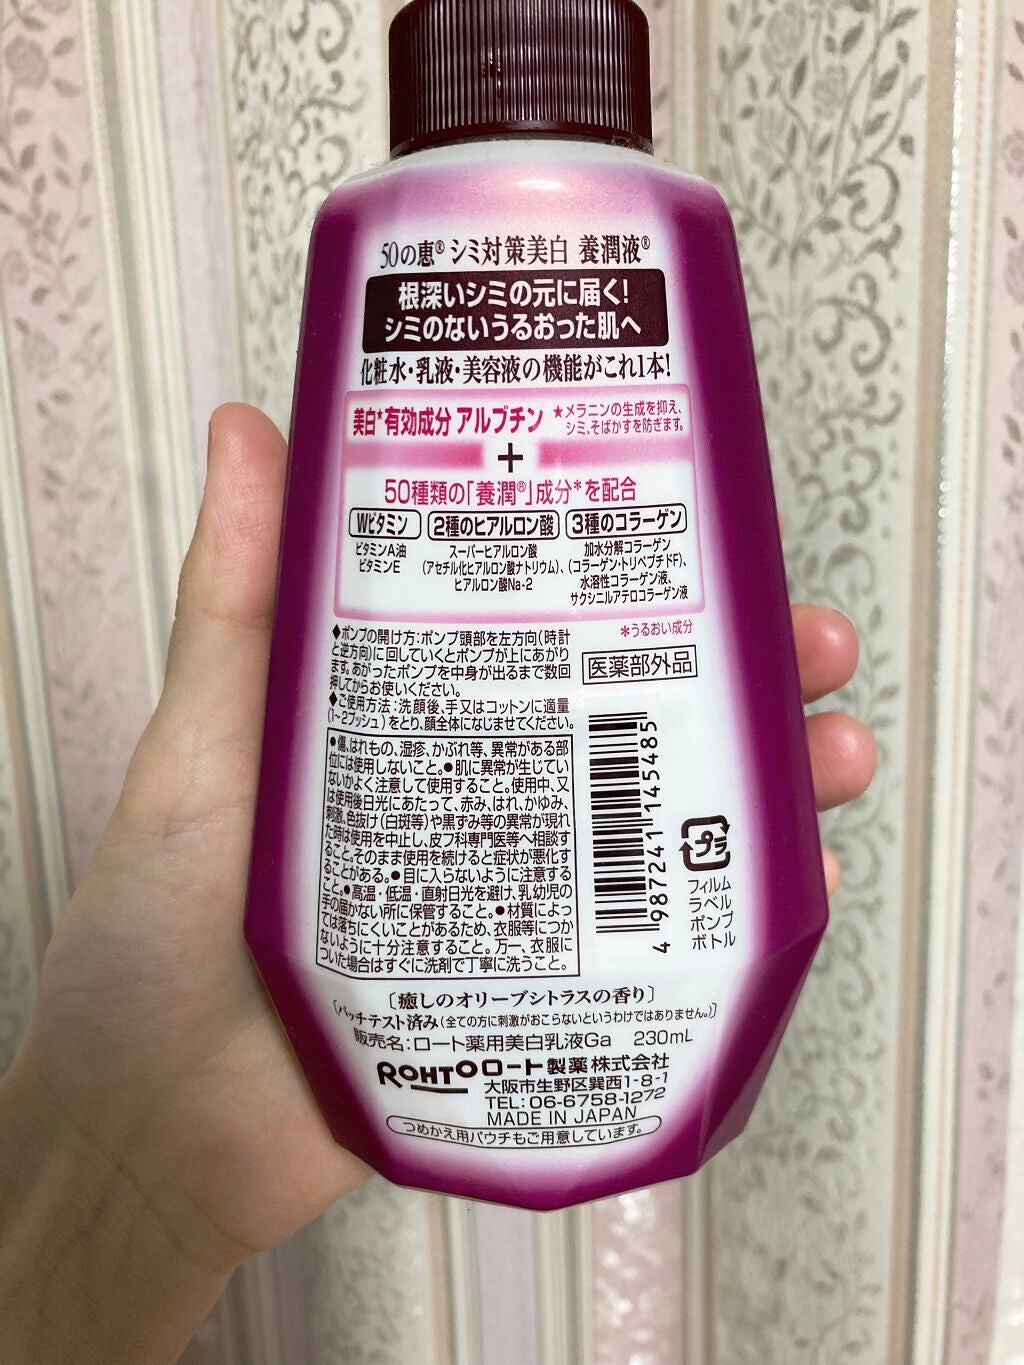 50の恵® シミ対策美白 養潤液®
根深いシミの元に届く!
シミのないうるおった肌へ
化粧水・乳液・美容液の機能がこれ1本!
美白*有効成分 アルブチン
★メラニンの生成を抑え、
シミ、そばかすを防ぎます。
+
50種類の「養潤®」成分*を配合
Wビタミン
ビタミンA油
ビタミンE
2種のヒアルロン酸
スーパーヒアルロン酸
(アセチル化ヒアルロン酸ナトリウム)、
ヒアルロン酸Na-2
3種のコラーゲン
加水分解コラーゲン
(コラーゲン・トリペプチドF)、
水溶性コラーゲン液、
サクシニルアテロコラーゲン液
*うるおい成分
◆ポンプの開け方:ポンプ頭部を左方向(時計
と逆方向)に回していくとポンプが上にあがり
ます。あがったポンプを中身が出るまで数回
押してからお使いください。
◆ご使用方法:洗顔後、手又はコットンに適量
(1~2プッシュ)をとり、顔全体になじませてください。
医薬部外品
●傷、はれもの、湿疹、かぶれ等、異常がある部
位には使用しないこと。●肌に異常が生じてい
ないかよく注意して使用すること。使用中、又
は使用後日光にあたって、赤み、はれ、かゆみ、
刺激、色抜け(白斑等)や黒ずみ等の異常が現れ
た時は使用を中止し、皮フ科専門医等へ相談す
ること。そのまま使用を続けると症状が悪化す
ることがある。●目に入らないように注意する
こと。●高温・低温・直射日光を避け、乳幼児の
手の届かない所に保管すること。●材質によっ
ては落ちにくいことがあるため、衣服等につか
ないように十分注意すること。万一、衣服に
ついた場合はすぐに洗剤で丁寧に洗うこと。
4 987241 145485
プラ
フィルム
ラベル
ポンプ
ボトル
〔癒しのオリーブシトラスの香り〕
〔パッチテスト済み(全ての方に刺激がおこらないというわけではありません。)〕
販売名:ロート薬用美白乳液Ga 230mL
ROHTO ロート製薬株式会社
大阪市生野区巽西1-8-1
TEL:06-6758-1272
MADE IN JAPAN
つめかえ用パウチもご用意しています。